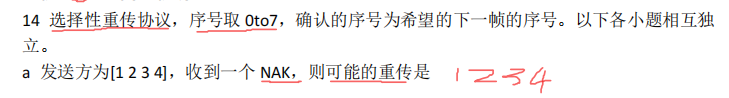 14 选择性重传协议，序号取 0to7，确认的序号为希望的下一帧的序号。以下各小题相互独
立。
a 发送方为[1 2 3 4]，收到一个 NAK，则可能的重传是 1234